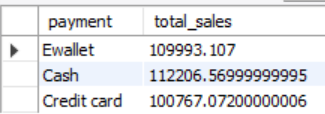 payment total_sales
Ewallet 109993.107
Cash 112206.56999999995
Credit card 100767.07200000006